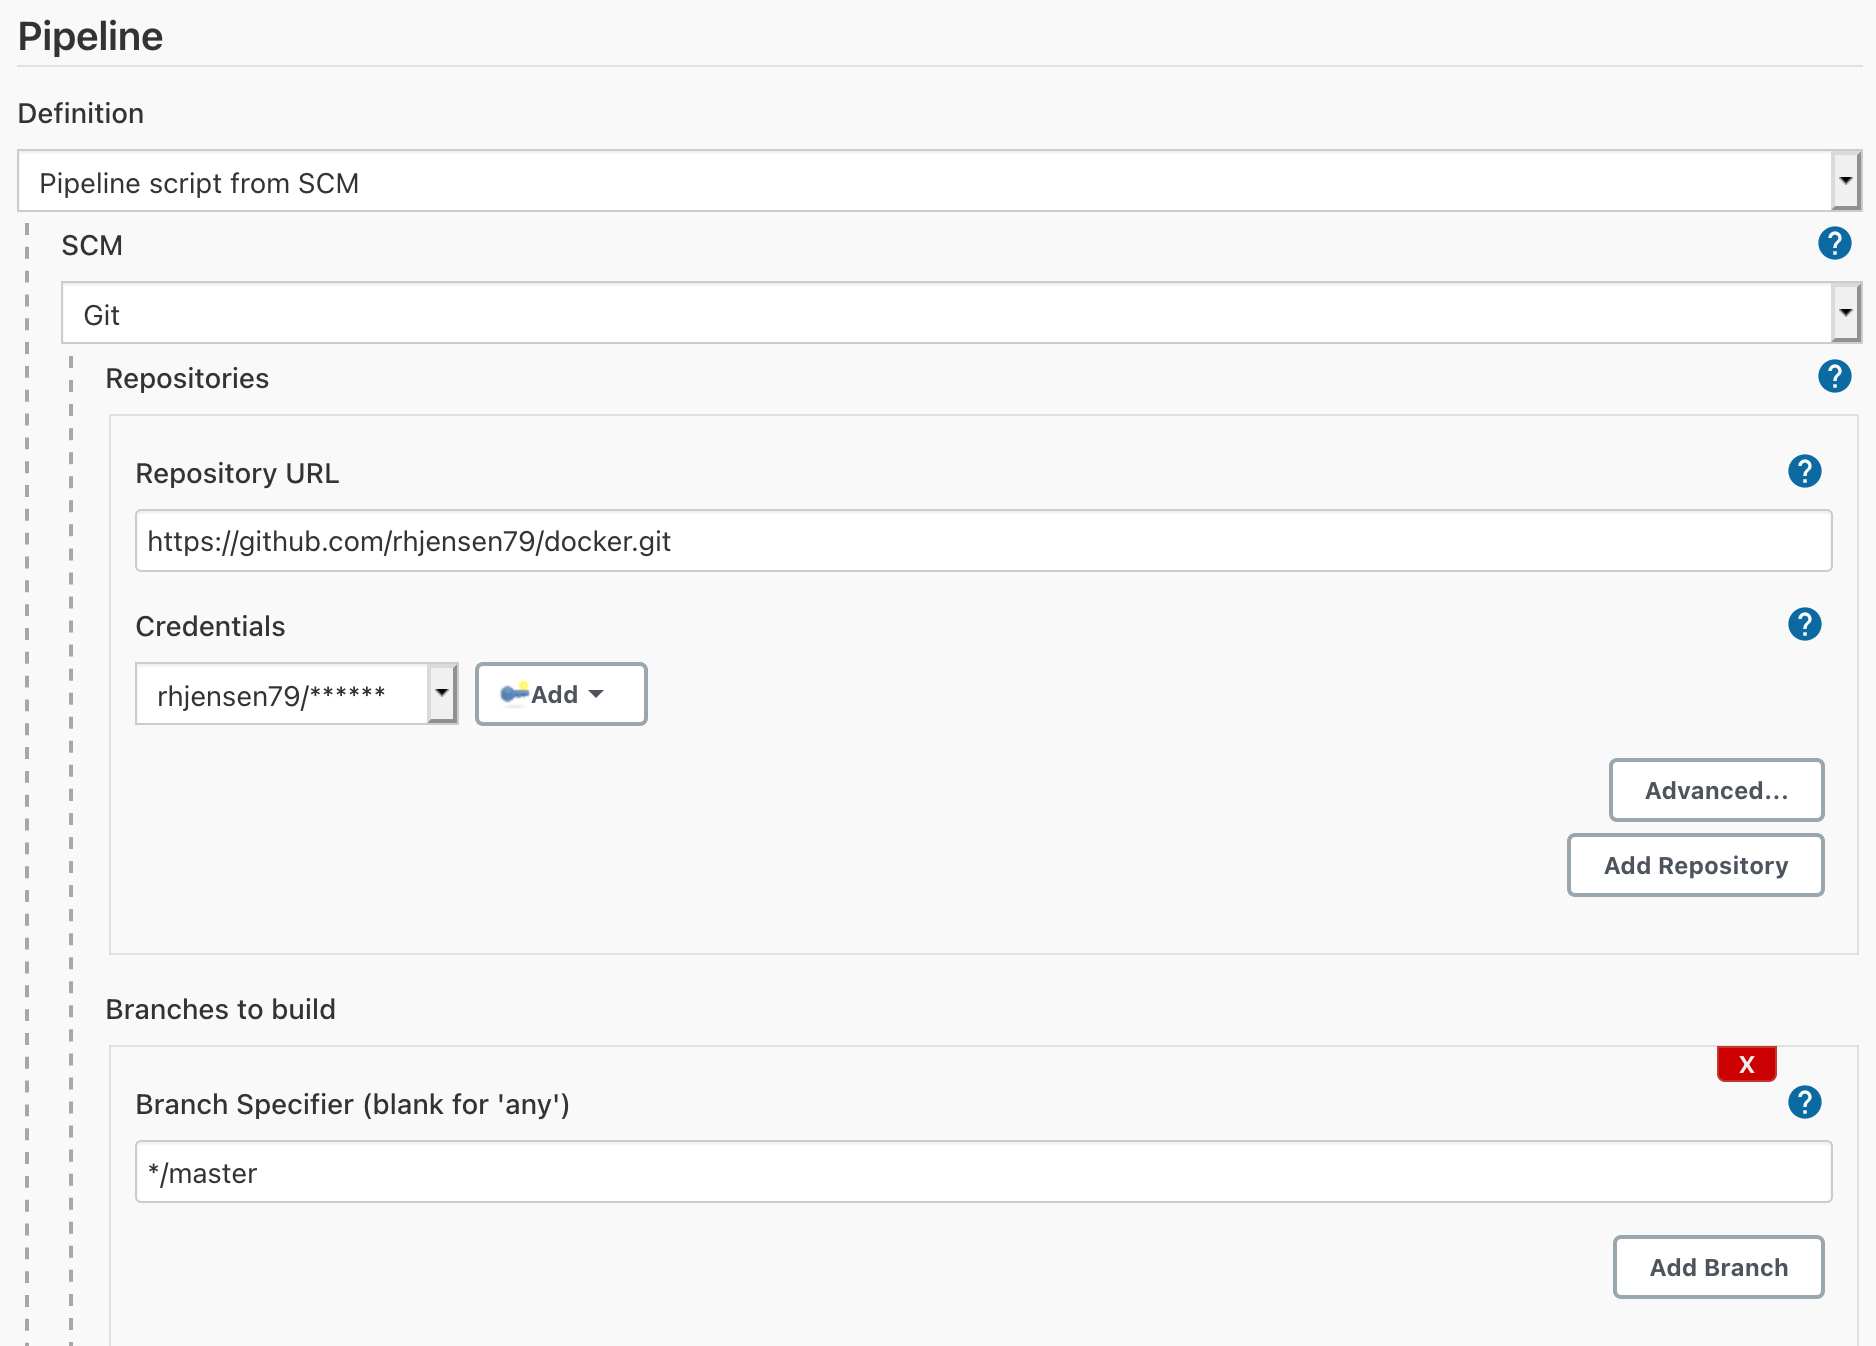 Pipeline
Definition
Pipeline script from SCM
SCM
?
Git
Repositories
?
Repository URL
?
https://github.com/rhjensen79/docker.git
Credentials
?
rhjensen79/******
Add
Advanced...
Add Repository
Branches to build
X
Branch Specifier (blank for 'any')
?
*/master
Add Branch